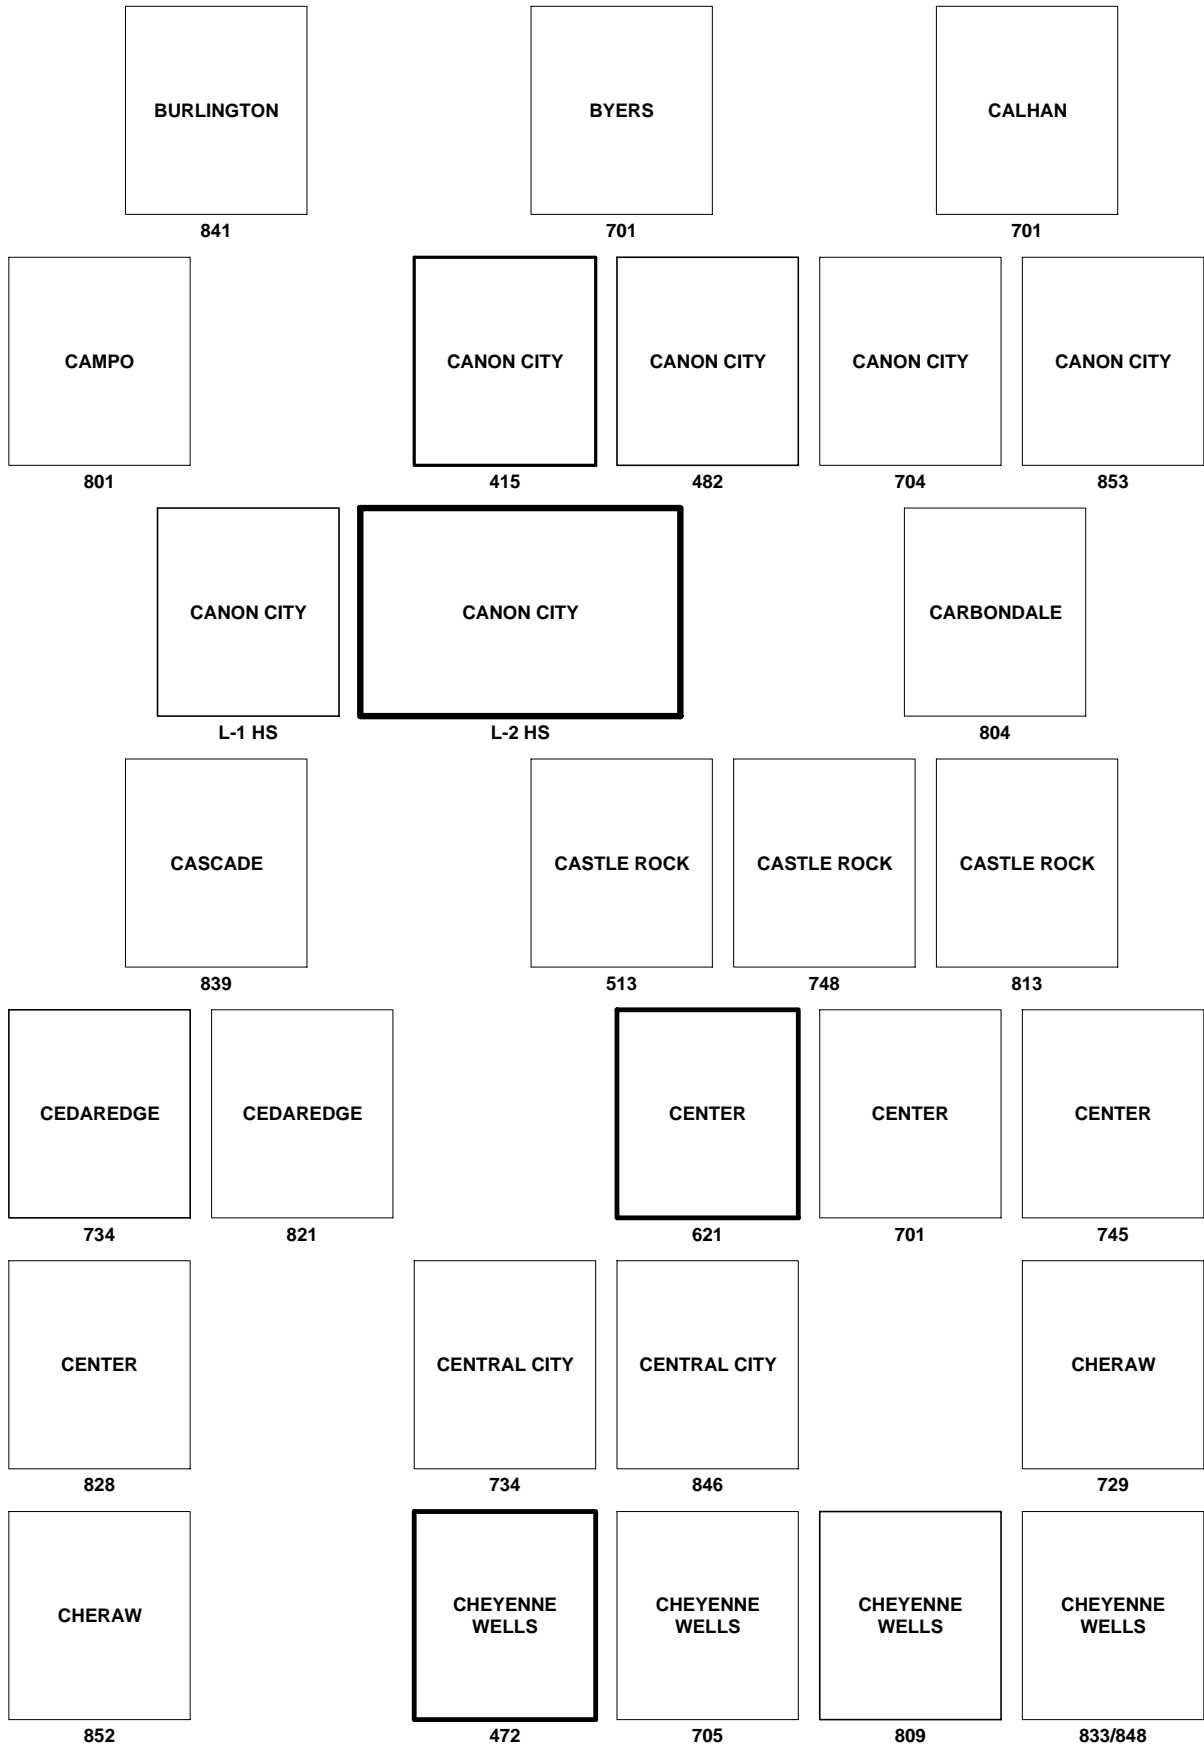 BURLINGTON
BYERS
CALHAN
841
701
701
CAMPO
CANON CITY
CANON CITY
CANON CITY
CANON CITY
801
415
482
704
853
CANON CITY
CANON CITY
CARBONDALE
L-1 HS
L-2 HS
804
CASCADE
CASTLE ROCK
CASTLE ROCK
CASTLE ROCK
839
513
748
813
CEDAREDGE
CEDAREDGE
CENTER
CENTER
CENTER
734
821
621
701
745
CENTER
CENTRAL CITY
CENTRAL CITY
CHERAW
828
734
846
729
CHERAW
CHEYENNE
WELLS
CHEYENNE
WELLS
CHEYENNE
WELLS
CHEYENNE
WELLS
852
472
705
809
833/848